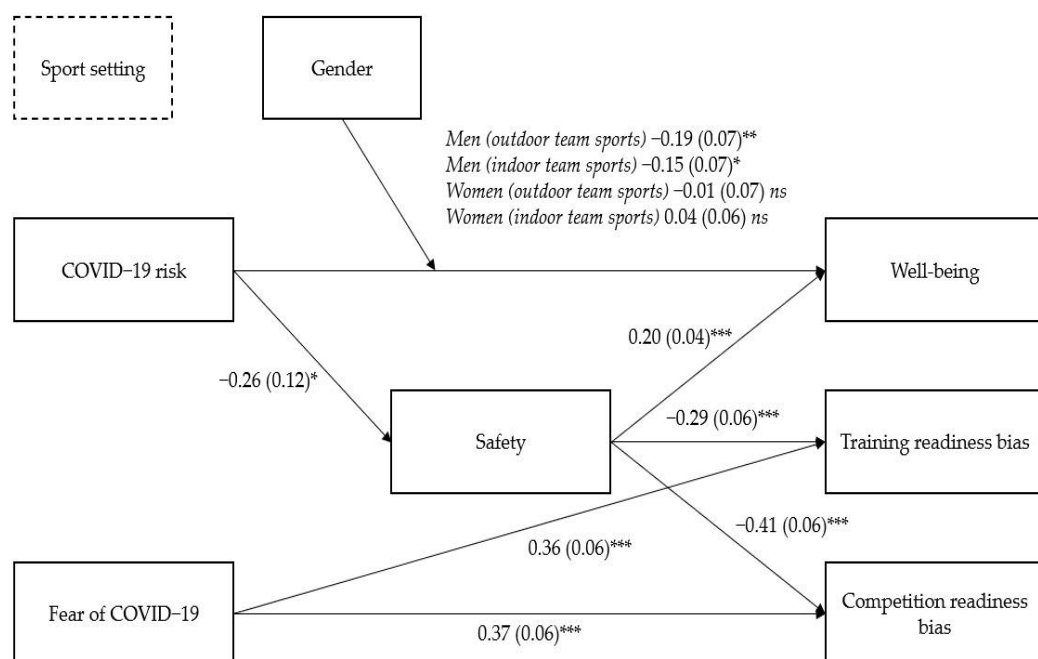 Sport setting
Gender
Men (outdoor team sports) −0.19 (0.07)**
Men (indoor team sports) −0.15 (0.07)*
Women (outdoor team sports) −0.01 (0.07) ns
Women (indoor team sports) 0.04 (0.06) ns
COVID−19 risk
Well-being
0.20 (0.04)***
−0.26 (0.12)*
Safety
−0.29 (0.06)***
Training readiness bias
−0.41 (0.06)***
0.36 (0.06)***
Fear of COVID−19
0.37 (0.06)***
Competition readiness
bias